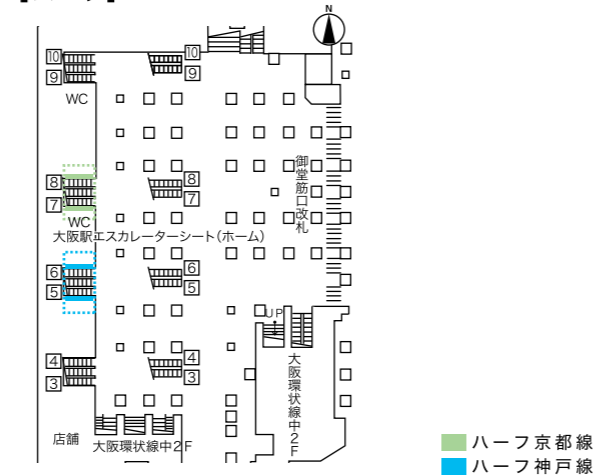 N
10
10
9
9
WC
御堂筋口改札
8
8
7
7
WC
大阪駅エスカレーターシート(ホーム)
6
6
5
5
UP
4
4
3
3
大阪環状線中2F
店舗
大阪環状線中2F
ハーフ京都線
ハーフ神戸線